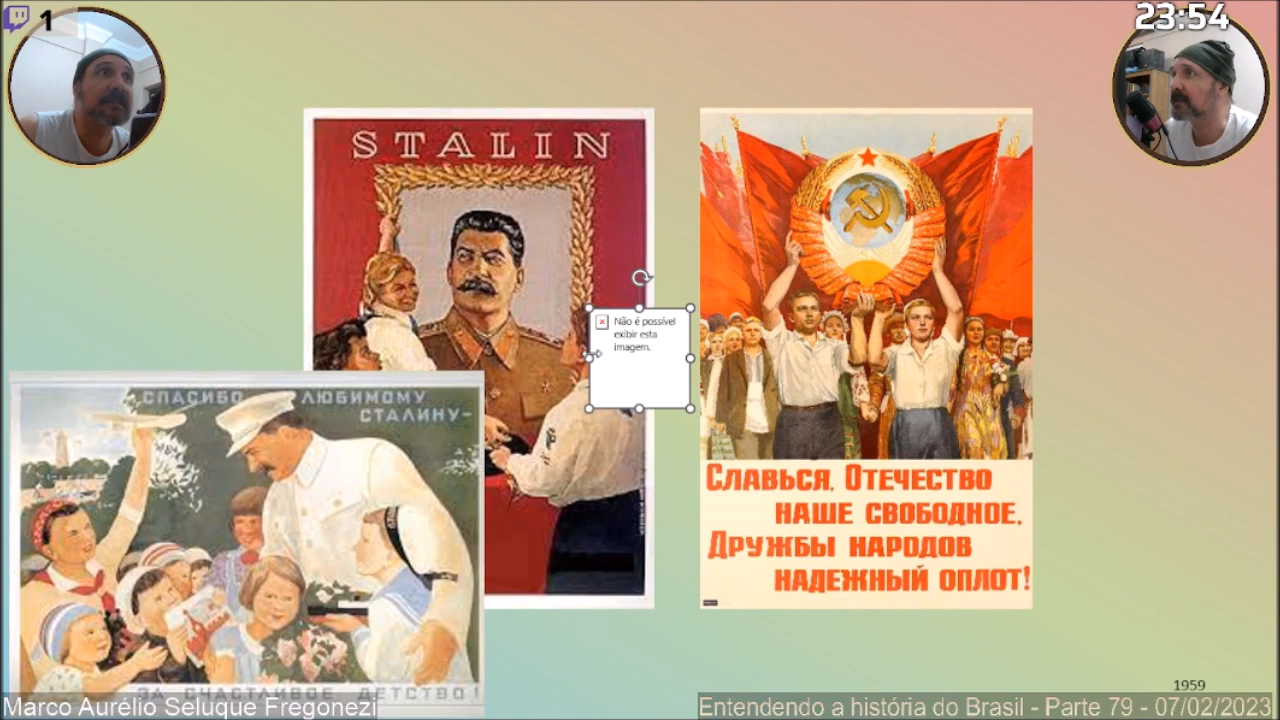 1
23:54
STALIN
Não é possível
exibir esta
imagem.
СПАСИБО ЛЮБИМОМУ
СТАЛИНУ-
ЗА СЧАСТЛИВОЕ ДЕТСТВО!
СЛАВЬСЯ, ОТЕЧЕСТВО
НАШЕ СВОБОДНОЕ,
ДРУЖБЫ НАРОДОВ
НАДЕЖНЫЙ ОПЛОТ!
1959
Marco Aurélio Seluque Fregonezi
Entendendo a história do Brasil - Parte 79 - 07/02/2023